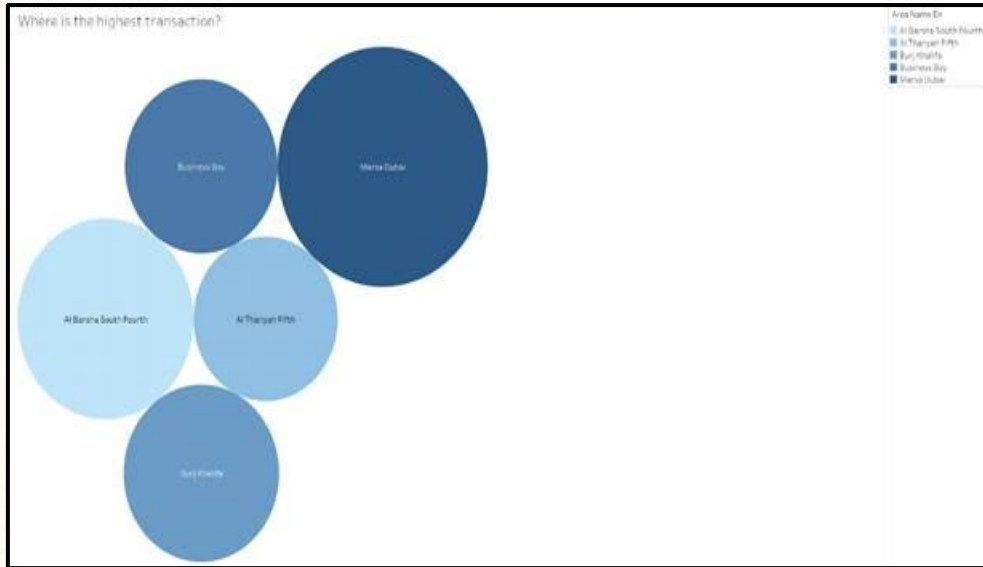 Where is the highest transaction?
Area Name En
Al Barsha South Fourth
Al Thanyah Fifth
Burj Khalifa
Business Bay
Marsa Dubai
Business Bay
Marsa Dubai
Al Barsha South Fourth
Al Thanyah Fifth
Burj Khalifa